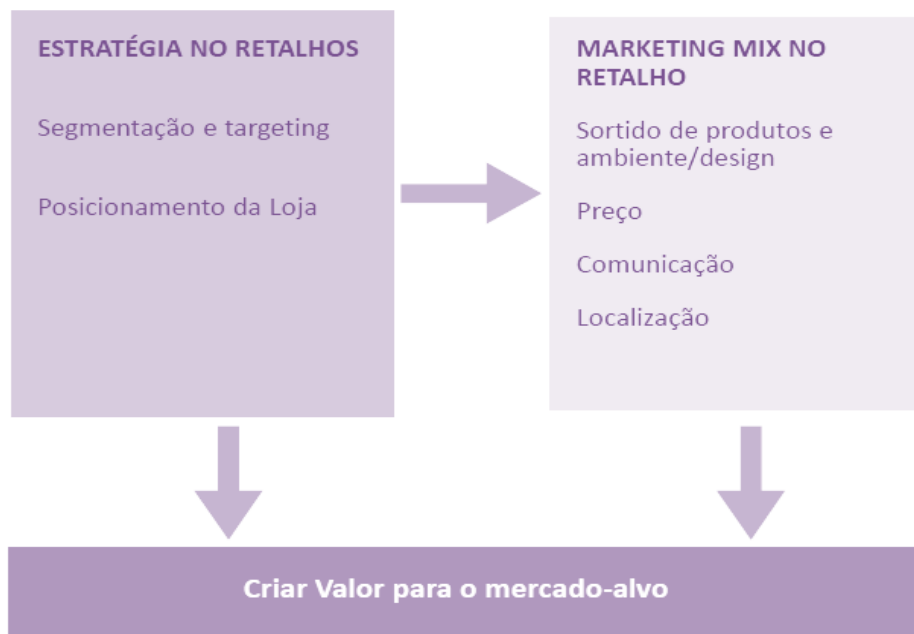 ESTRATÉGIA NO RETALHOS
Segmentação e targeting
Posicionamento da Loja
MARKETING MIX NO
RETALHO
Sortido de produtos e
ambiente/design
Preço
Comunicação
Localização
Criar Valor para o mercado-alvo